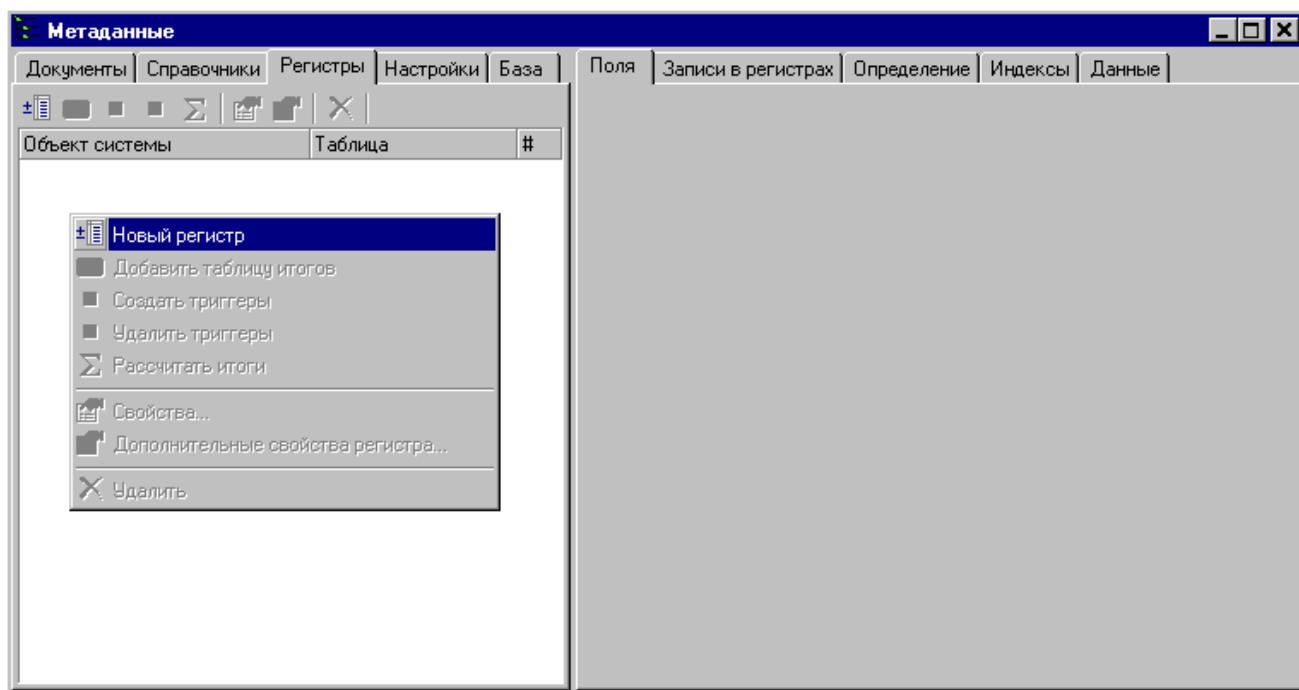 Метаданные
Документы Справочники Регистры Настройки База Поля Записи в регистрах Определение Индексы Данные
Объект системы Таблица #
Новый регистр
Добавить таблицу итогов
Создать триггеры
Удалить триггеры
Рассчитать итоги
Свойства...
Дополнительные свойства регистра...
Удалить